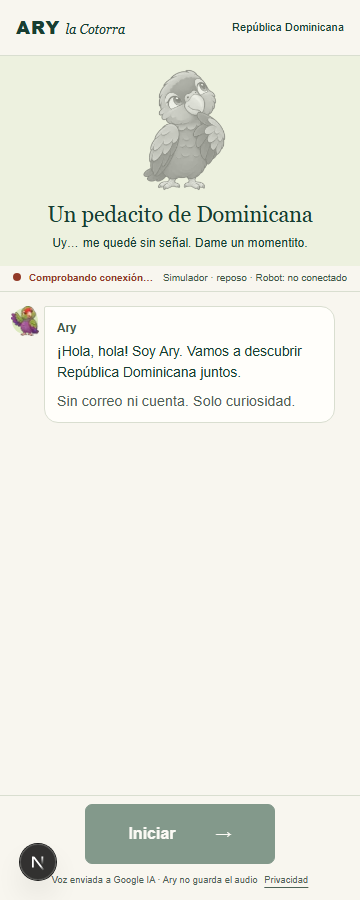 ARY la Cotorra
República Dominicana
Un pedacito de Dominicana
Uy… me quedé sin señal. Dame un momentito.
Comprobando conexión… Simulador · reposo · Robot: no conectado
Ary
¡Hola, hola! Soy Ary. Vamos a descubrir
República Dominicana juntos.
Sin correo ni cuenta. Solo curiosidad.
Iniciar →
N
Voz enviada a Google IA · Ary no guarda el audio Privacidad